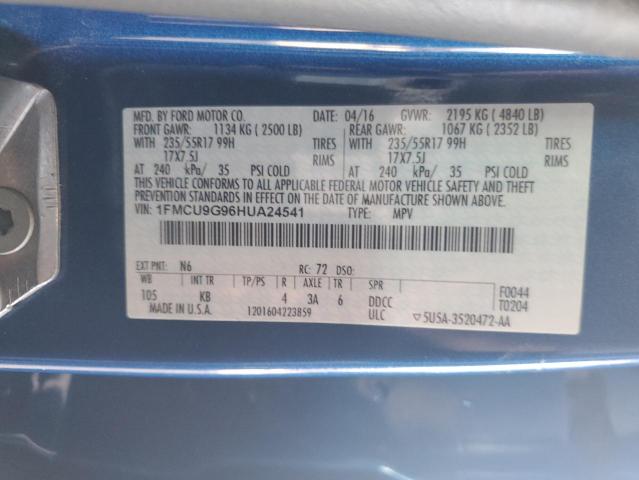 MFD. BY FORD MOTOR CO. DATE: 04/16 GVWR: 2195 KG ( 4840 LB)
FRONT GAWR: 1134 KG ( 2500 LB) REAR GAWR: 1067 KG ( 2352 LB)
WITH 235/55R17 99H TIRES WITH 235/55R17 99H TIRES
17X7.5J RIMS 17X7.5J RIMS
AT 240 kPa/ 35 PSI COLD AT 240 kPa/ 35 PSI COLD
THIS VEHICLE CONFORMS TO ALL APPLICABLE FEDERAL MOTOR VEHICLE SAFETY AND THEFT
PREVENTION STANDARDS IN EFFECT ON THE DATE OF MANUFACTURE SHOWN ABOVE.
VIN: 1FMCU9G96HUA24541 TYPE: MPV
EXT PNT: N6 RC: 72 DSO:
WB INT TR TP/PS R AXLE TR SPR F0044
105 KB 4 3A 6 DDCC T0204
MADE IN U.S.A. 1201604223859 ULC ▽5U5A-3520472-AA